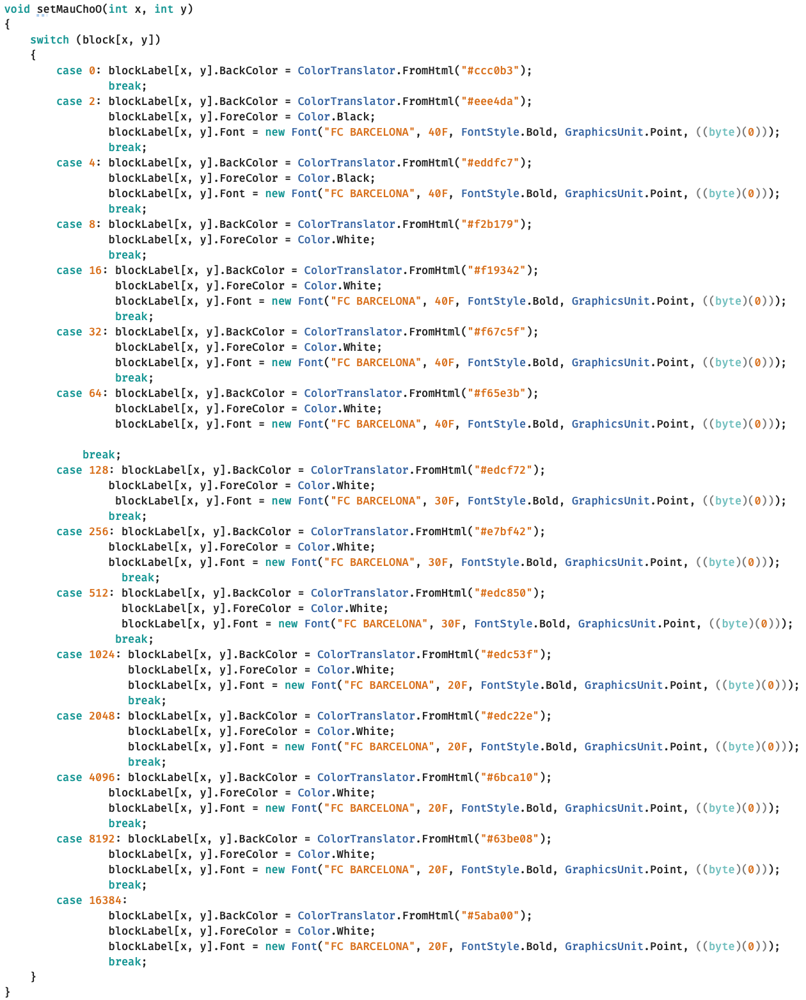 void setMauChoO(int x, int y)
{
    switch (block[x, y])
    {
        case 0: blockLabel[x, y].BackColor = ColorTranslator.FromHtml("#ccc0b3");
                break;
        case 2: blockLabel[x, y].BackColor = ColorTranslator.FromHtml("#eee4da");
                blockLabel[x, y].ForeColor = Color.Black;
                blockLabel[x, y].Font = new Font("FC BARCELONA", 40F, FontStyle.Bold, GraphicsUnit.Point, ((byte)(0)));
                break;
        case 4: blockLabel[x, y].BackColor = ColorTranslator.FromHtml("#eddfc7");
                blockLabel[x, y].ForeColor = Color.Black;
                blockLabel[x, y].Font = new Font("FC BARCELONA", 40F, FontStyle.Bold, GraphicsUnit.Point, ((byte)(0)));
                break;
        case 8: blockLabel[x, y].BackColor = ColorTranslator.FromHtml("#f2b179");
                blockLabel[x, y].ForeColor = Color.White;
                break;
        case 16: blockLabel[x, y].BackColor = ColorTranslator.FromHtml("#f19342");
                 blockLabel[x, y].ForeColor = Color.White;
                 blockLabel[x, y].Font = new Font("FC BARCELONA", 40F, FontStyle.Bold, GraphicsUnit.Point, ((byte)(0)));
                 break;
        case 32: blockLabel[x, y].BackColor = ColorTranslator.FromHtml("#f67c5f");
                 blockLabel[x, y].ForeColor = Color.White;
                 blockLabel[x, y].Font = new Font("FC BARCELONA", 40F, FontStyle.Bold, GraphicsUnit.Point, ((byte)(0)));
                 break;
        case 64: blockLabel[x, y].BackColor = ColorTranslator.FromHtml("#f65e3b");
                 blockLabel[x, y].ForeColor = Color.White;
                 blockLabel[x, y].Font = new Font("FC BARCELONA", 40F, FontStyle.Bold, GraphicsUnit.Point, ((byte)(0)));

            break;
        case 128: blockLabel[x, y].BackColor = ColorTranslator.FromHtml("#edcf72");
                blockLabel[x, y].ForeColor = Color.White;
                 blockLabel[x, y].Font = new Font("FC BARCELONA", 30F, FontStyle.Bold, GraphicsUnit.Point, ((byte)(0)));
                break;
        case 256: blockLabel[x, y].BackColor = ColorTranslator.FromHtml("#e7bf42");
                blockLabel[x, y].ForeColor = Color.White;
                blockLabel[x, y].Font = new Font("FC BARCELONA", 30F, FontStyle.Bold, GraphicsUnit.Point, ((byte)(0)));
                  break;
        case 512: blockLabel[x, y].BackColor = ColorTranslator.FromHtml("#edc850");
                  blockLabel[x, y].ForeColor = Color.White;
                  blockLabel[x, y].Font = new Font("FC BARCELONA", 30F, FontStyle.Bold, GraphicsUnit.Point, ((byte)(0)));
                 break;
        case 1024: blockLabel[x, y].BackColor = ColorTranslator.FromHtml("#edc53f");
                   blockLabel[x, y].ForeColor = Color.White;
                   blockLabel[x, y].Font = new Font("FC BARCELONA", 20F, FontStyle.Bold, GraphicsUnit.Point, ((byte)(0)));
                   break;
        case 2048: blockLabel[x, y].BackColor = ColorTranslator.FromHtml("#edc22e");
                   blockLabel[x, y].ForeColor = Color.White;
                   blockLabel[x, y].Font = new Font("FC BARCELONA", 20F, FontStyle.Bold, GraphicsUnit.Point, ((byte)(0)));
                   break;
        case 4096: blockLabel[x, y].BackColor = ColorTranslator.FromHtml("#6bca10");
                blockLabel[x, y].ForeColor = Color.White;
                blockLabel[x, y].Font = new Font("FC BARCELONA", 20F, FontStyle.Bold, GraphicsUnit.Point, ((byte)(0)));
                break;
        case 8192: blockLabel[x, y].BackColor = ColorTranslator.FromHtml("#63be08");
                blockLabel[x, y].ForeColor = Color.White;
                blockLabel[x, y].Font = new Font("FC BARCELONA", 20F, FontStyle.Bold, GraphicsUnit.Point, ((byte)(0)));
                break;
        case 16384:
                blockLabel[x, y].BackColor = ColorTranslator.FromHtml("#5aba00");
                blockLabel[x, y].ForeColor = Color.White;
                blockLabel[x, y].Font = new Font("FC BARCELONA", 20F, FontStyle.Bold, GraphicsUnit.Point, ((byte)(0)));
                break;
    }
}